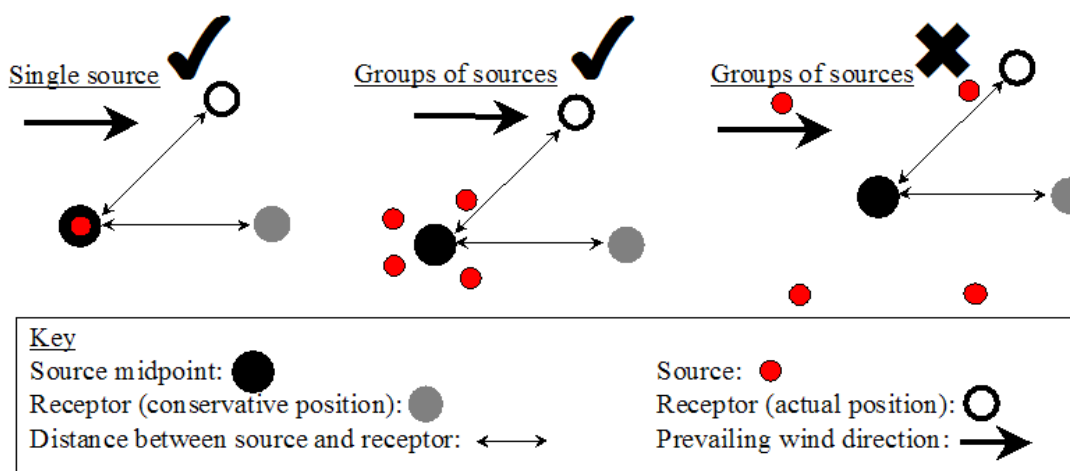 Single source
Groups of sources
Groups of sources
Key
Source midpoint:
Source:
Receptor (conservative position):
Receptor (actual position):
Distance between source and receptor:
Prevailing wind direction: